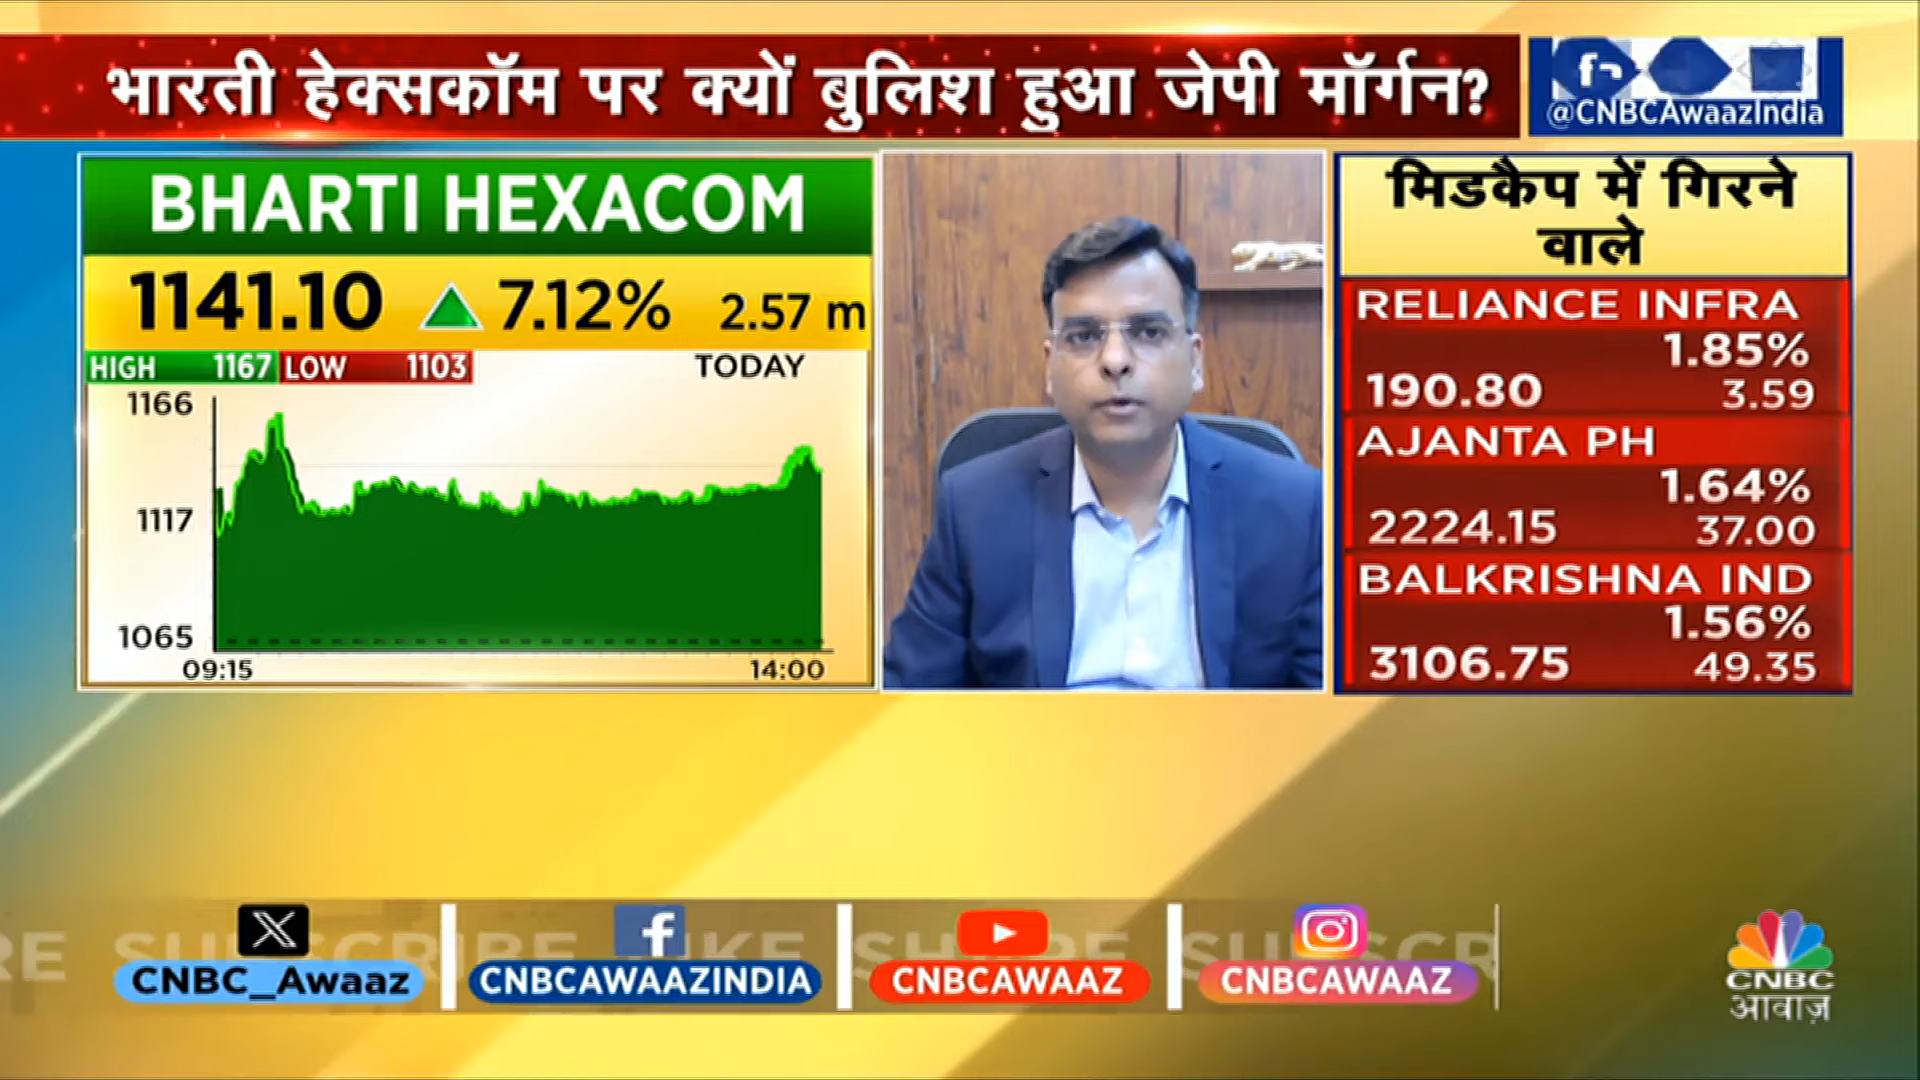 भारती हेक्सकॉम पर क्यों बुलिश हुआ जेपी मॉर्गन?
@CNBCAwaazIndia
BHARTI HEXACOM
1141.10 ▲ 7.12% 2.57 m
HIGH 1167 LOW 1103 TODAY
1166
1117
1065
09:15 14:00
मिडकैप में गिरने
वाले
RELIANCE INFRA
1.85%
190.80 3.59
AJANTA PH
1.64%
2224.15 37.00
BALKRISHNA IND
1.56%
3106.75 49.35
CNBC_Awaaz
CNBCAWAAZINDIA
CNBCAWAAZ
CNBCAWAAZ
CNBC
आवाज़